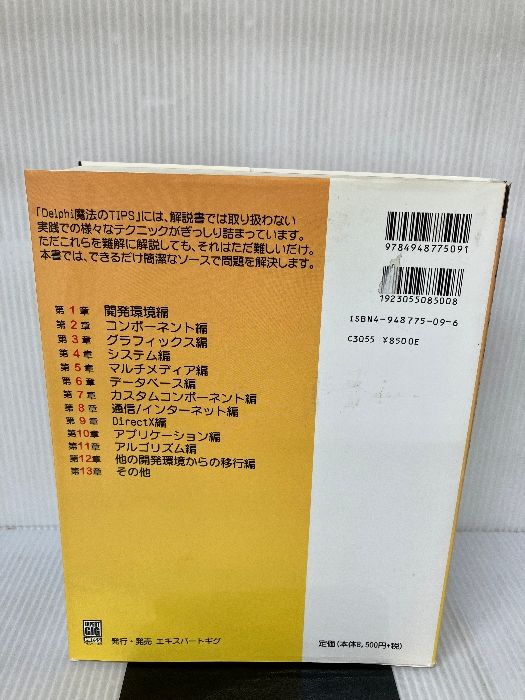 「Delphi魔法のTIPS」には、解説書では取り扱わない
実践での様々なテクニックがぎっしり詰まっています。
ただこれらを難解に解説しても、それはただ難しいだけ。
本書では、できるだけ簡潔なソースで問題を解決します。
第1章 開発環境編
第2章 コンポーネント編
第3章 グラフィックス編
第4章 システム編
第5章 マルチメディア編
第6章 データベース編
第7章 カスタムコンポーネント編
第8章 通信/インターネット編
第9章 DirectX編
第10章 アプリケーション編
第11章 アルゴリズム編
第12章 他の開発環境からの移行編
第13章 その他
9784948775091
1923055085008
ISBN4-948775-09-6
C3055 ¥8500E
EXPERT
GIG
発行・発売 エキスパートギグ
定価(本体8,500円+税)